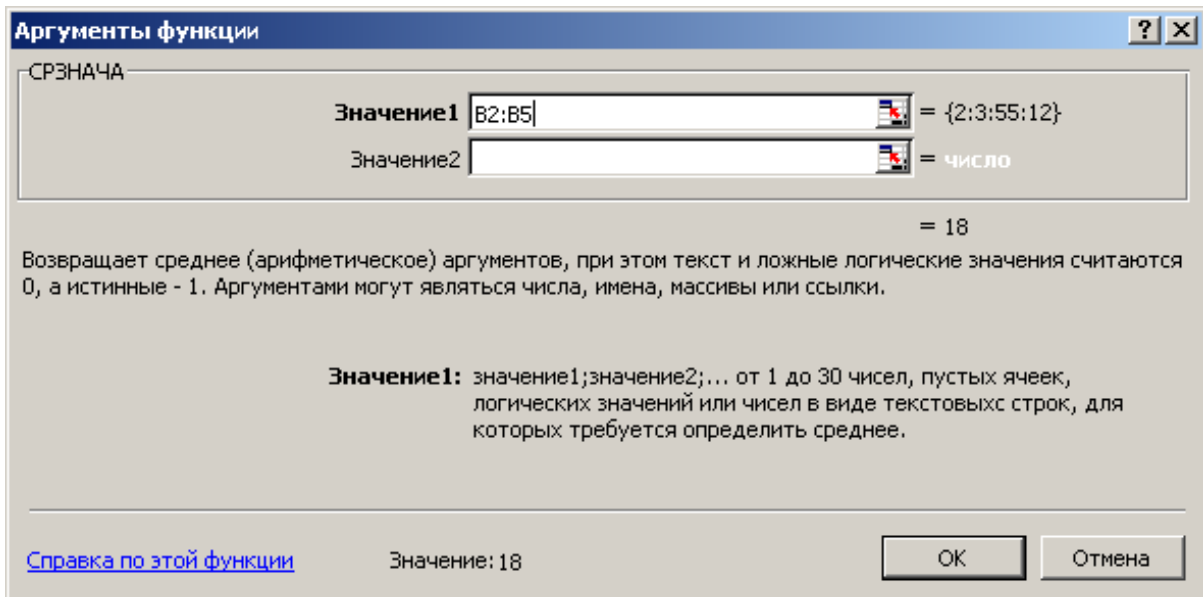 Аргументы функции
СРЗНАЧА
Значение1 B2:B5 = {2:3:55:12}
Значение2 = число
= 18
Возвращает среднее (арифметическое) аргументов, при этом текст и ложные логические значения считаются
0, а истинные - 1. Аргументами могут являться числа, имена, массивы или ссылки.
Значение1: значение1;значение2;... от 1 до 30 чисел, пустых ячеек,
логических значений или чисел в виде текстовыхс строк, для
которых требуется определить среднее.
Справка по этой функции Значение: 18 OK Отмена